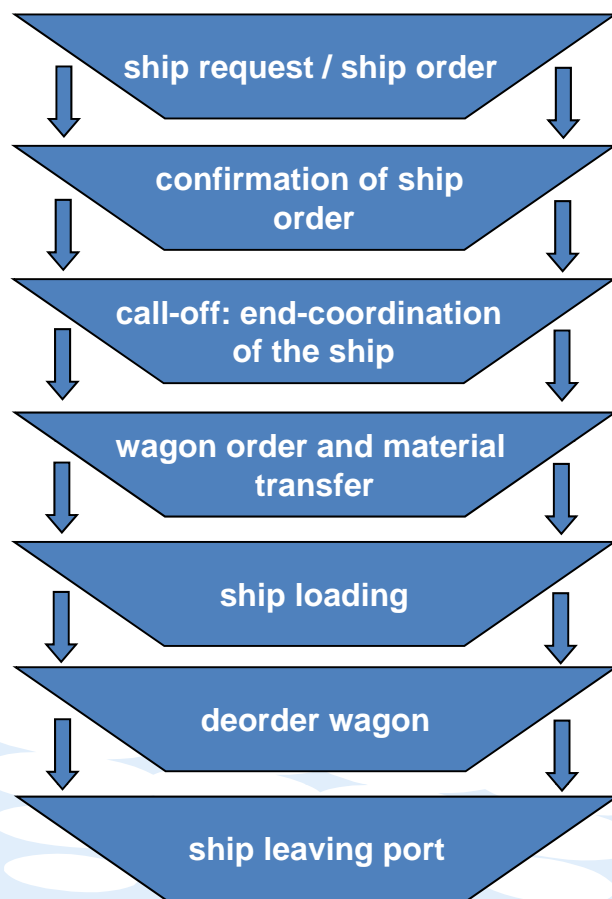 ship request / ship order
confirmation of ship
order
call-off: end-coordination
of the ship
wagon order and material
transfer
ship loading
deorder wagon
ship leaving port